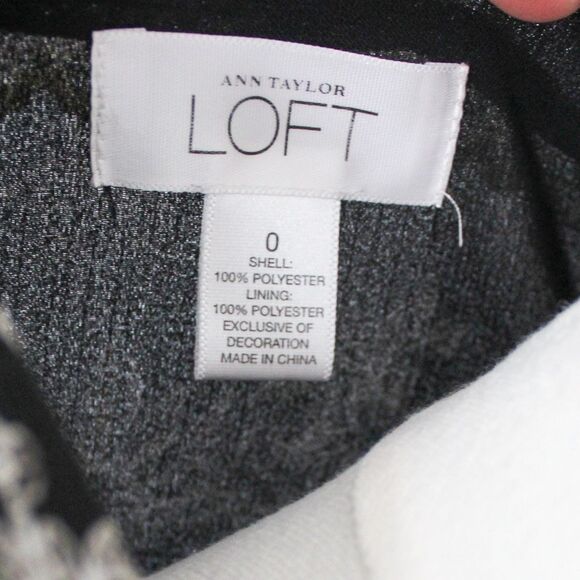 ANN TAYLOR
LOFT
0
SHELL:
100% POLYESTER
LINING:
100% POLYESTER
EXCLUSIVE OF
DECORATION
MADE IN CHINA